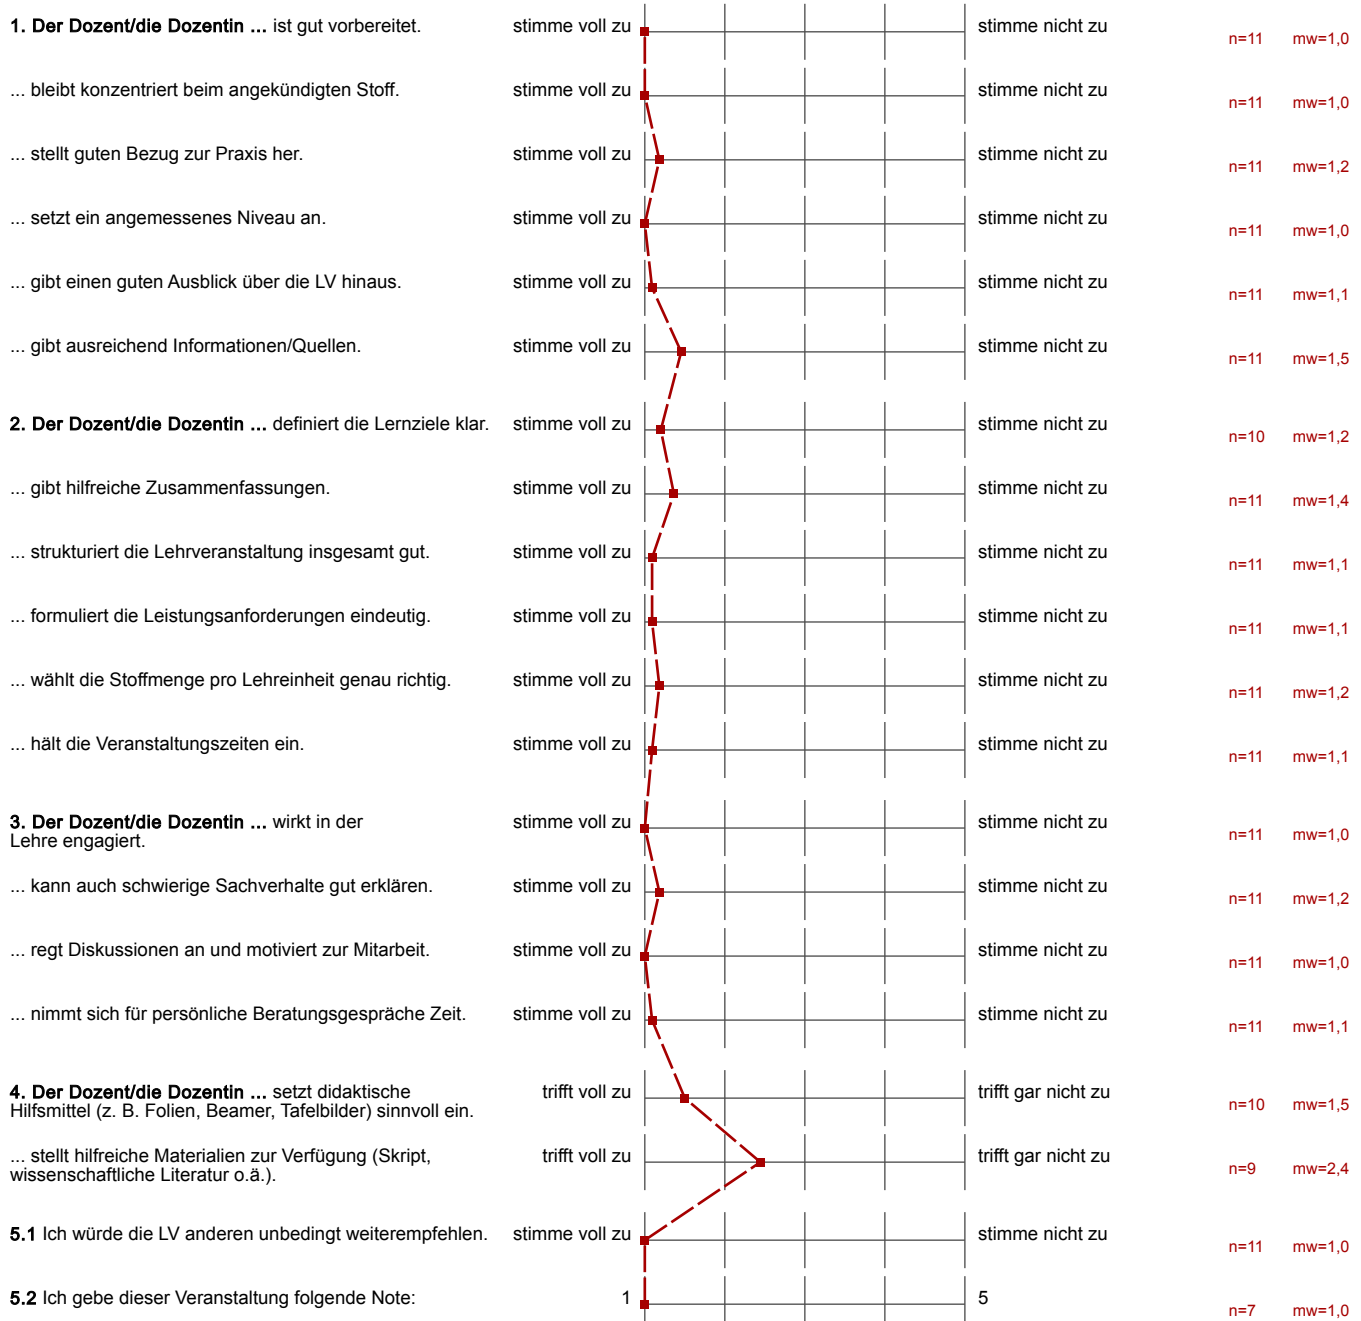 1. Der Dozent/die Dozentin ... ist gut vorbereitet. stimme voll zu stimme nicht zu n=11 mw=1,0
... bleibt konzentriert beim angekündigten Stoff. stimme voll zu stimme nicht zu n=11 mw=1,0
... stellt guten Bezug zur Praxis her. stimme voll zu stimme nicht zu n=11 mw=1,2
... setzt ein angemessenes Niveau an. stimme voll zu stimme nicht zu n=11 mw=1,0
... gibt einen guten Ausblick über die LV hinaus. stimme voll zu stimme nicht zu n=11 mw=1,1
... gibt ausreichend Informationen/Quellen. stimme voll zu stimme nicht zu n=11 mw=1,5
2. Der Dozent/die Dozentin ... definiert die Lernziele klar. stimme voll zu stimme nicht zu n=10 mw=1,2
... gibt hilfreiche Zusammenfassungen. stimme voll zu stimme nicht zu n=11 mw=1,4
... strukturiert die Lehrveranstaltung insgesamt gut. stimme voll zu stimme nicht zu n=11 mw=1,1
... formuliert die Leistungsanforderungen eindeutig. stimme voll zu stimme nicht zu n=11 mw=1,1
... wählt die Stoffmenge pro Lehreinheit genau richtig. stimme voll zu stimme nicht zu n=11 mw=1,2
... hält die Veranstaltungszeiten ein. stimme voll zu stimme nicht zu n=11 mw=1,1
3. Der Dozent/die Dozentin ... wirkt in der stimme voll zu stimme nicht zu n=11 mw=1,0
Lehre engagiert.
... kann auch schwierige Sachverhalte gut erklären. stimme voll zu stimme nicht zu n=11 mw=1,2
... regt Diskussionen an und motiviert zur Mitarbeit. stimme voll zu stimme nicht zu n=11 mw=1,0
... nimmt sich für persönliche Beratungsgespräche Zeit. stimme voll zu stimme nicht zu n=11 mw=1,1
4. Der Dozent/die Dozentin ... setzt didaktische trifft voll zu trifft gar nicht zu n=10 mw=1,5
Hilfsmittel (z. B. Folien, Beamer, Tafelbilder) sinnvoll ein.
... stellt hilfreiche Materialien zur Verfügung (Skript, trifft voll zu trifft gar nicht zu n=9 mw=2,4
wissenschaftliche Literatur o.ä.).
5.1 Ich würde die LV anderen unbedingt weiterempfehlen. stimme voll zu stimme nicht zu n=11 mw=1,0
5.2 Ich gebe dieser Veranstaltung folgende Note: 1 5 n=7 mw=1,0